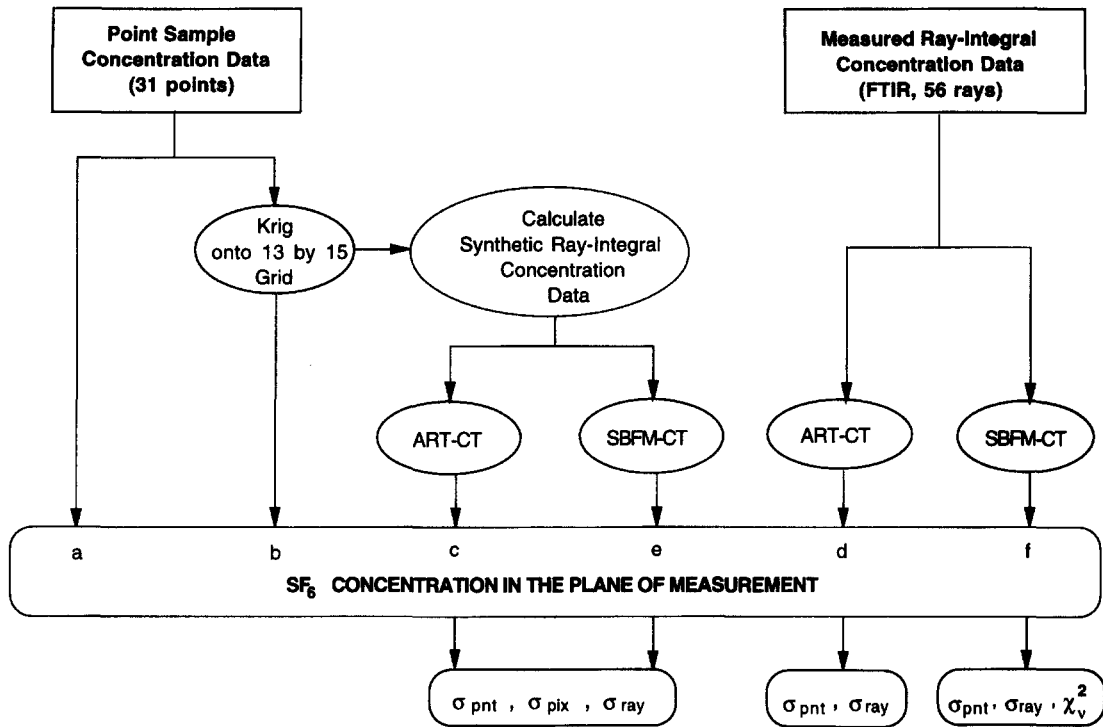 Point Sample
Concentration Data
(31 points)
Measured Ray-Integral
Concentration Data
(FTIR, 56 rays)
Krig
onto 13 by 15
Grid
Calculate
Synthetic Ray-Integral
Concentration
Data
ART-CT
SBFM-CT
ART-CT
SBFM-CT
a b c e d f
SF₆ CONCENTRATION IN THE PLANE OF MEASUREMENT
σ pnt , σ pix , σ ray
σ pnt , σ ray
σpnt, σray , χ²ᵥ